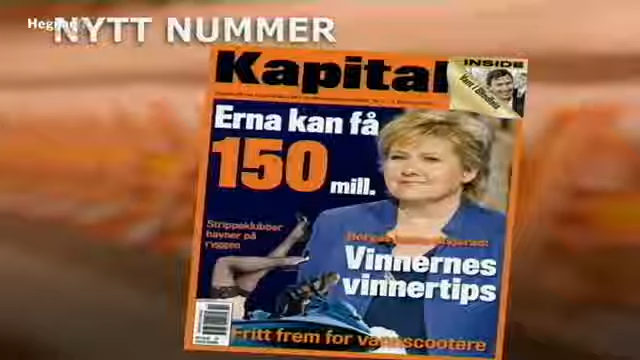 Hegnar
NYTT NUMMER
Kapital
INSIDE
Erna kan få
150
mill.
Strippeklubber
havner på
ryggen
Vinnernes
vinnertips
Fritt frem for vannscootere